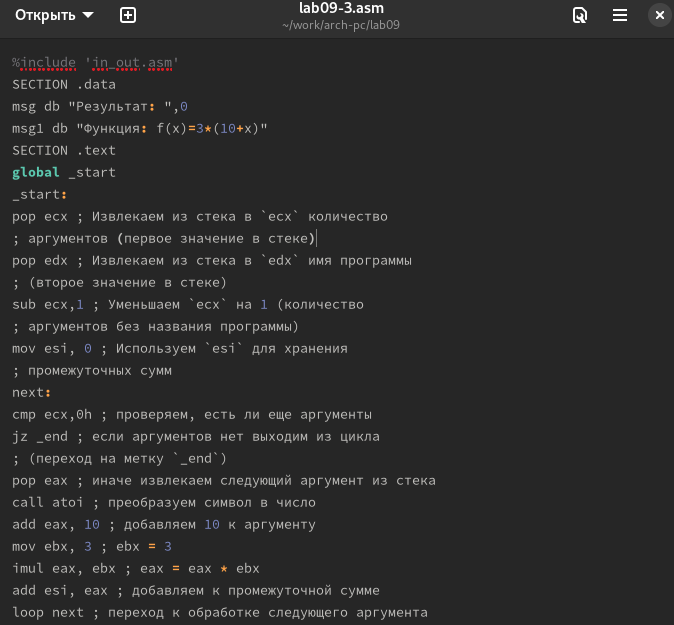 Открыть
lab09-3.asm
~/work/arch-pc/lab09
%include 'in_out.asm'
SECTION .data
msg db "Результат: ",0
msg1 db "Функция: f(x)=3*(10+x)"
SECTION .text
global _start
_start:
pop ecx ; Извлекаем из стека в `ecx` количество
; аргументов (первое значение в стеке)
pop edx ; Извлекаем из стека в `edx` имя программы
; (второе значение в стеке)
sub ecx,1 ; Уменьшаем `ecx` на 1 (количество
; аргументов без названия программы)
mov esi, 0 ; Используем `esi` для хранения
; промежуточных сумм
next:
cmp ecx,0h ; проверяем, есть ли еще аргументы
jz _end ; если аргументов нет выходим из цикла
; (переход на метку `_end`)
pop eax ; иначе извлекаем следующий аргумент из стека
call atoi ; преобразуем символ в число
add eax, 10 ; добавляем 10 к аргументу
mov ebx, 3 ; ebx = 3
imul eax, ebx ; eax = eax * ebx
add esi, eax ; добавляем к промежуточной сумме
loop next ; переход к обработке следующего аргумента